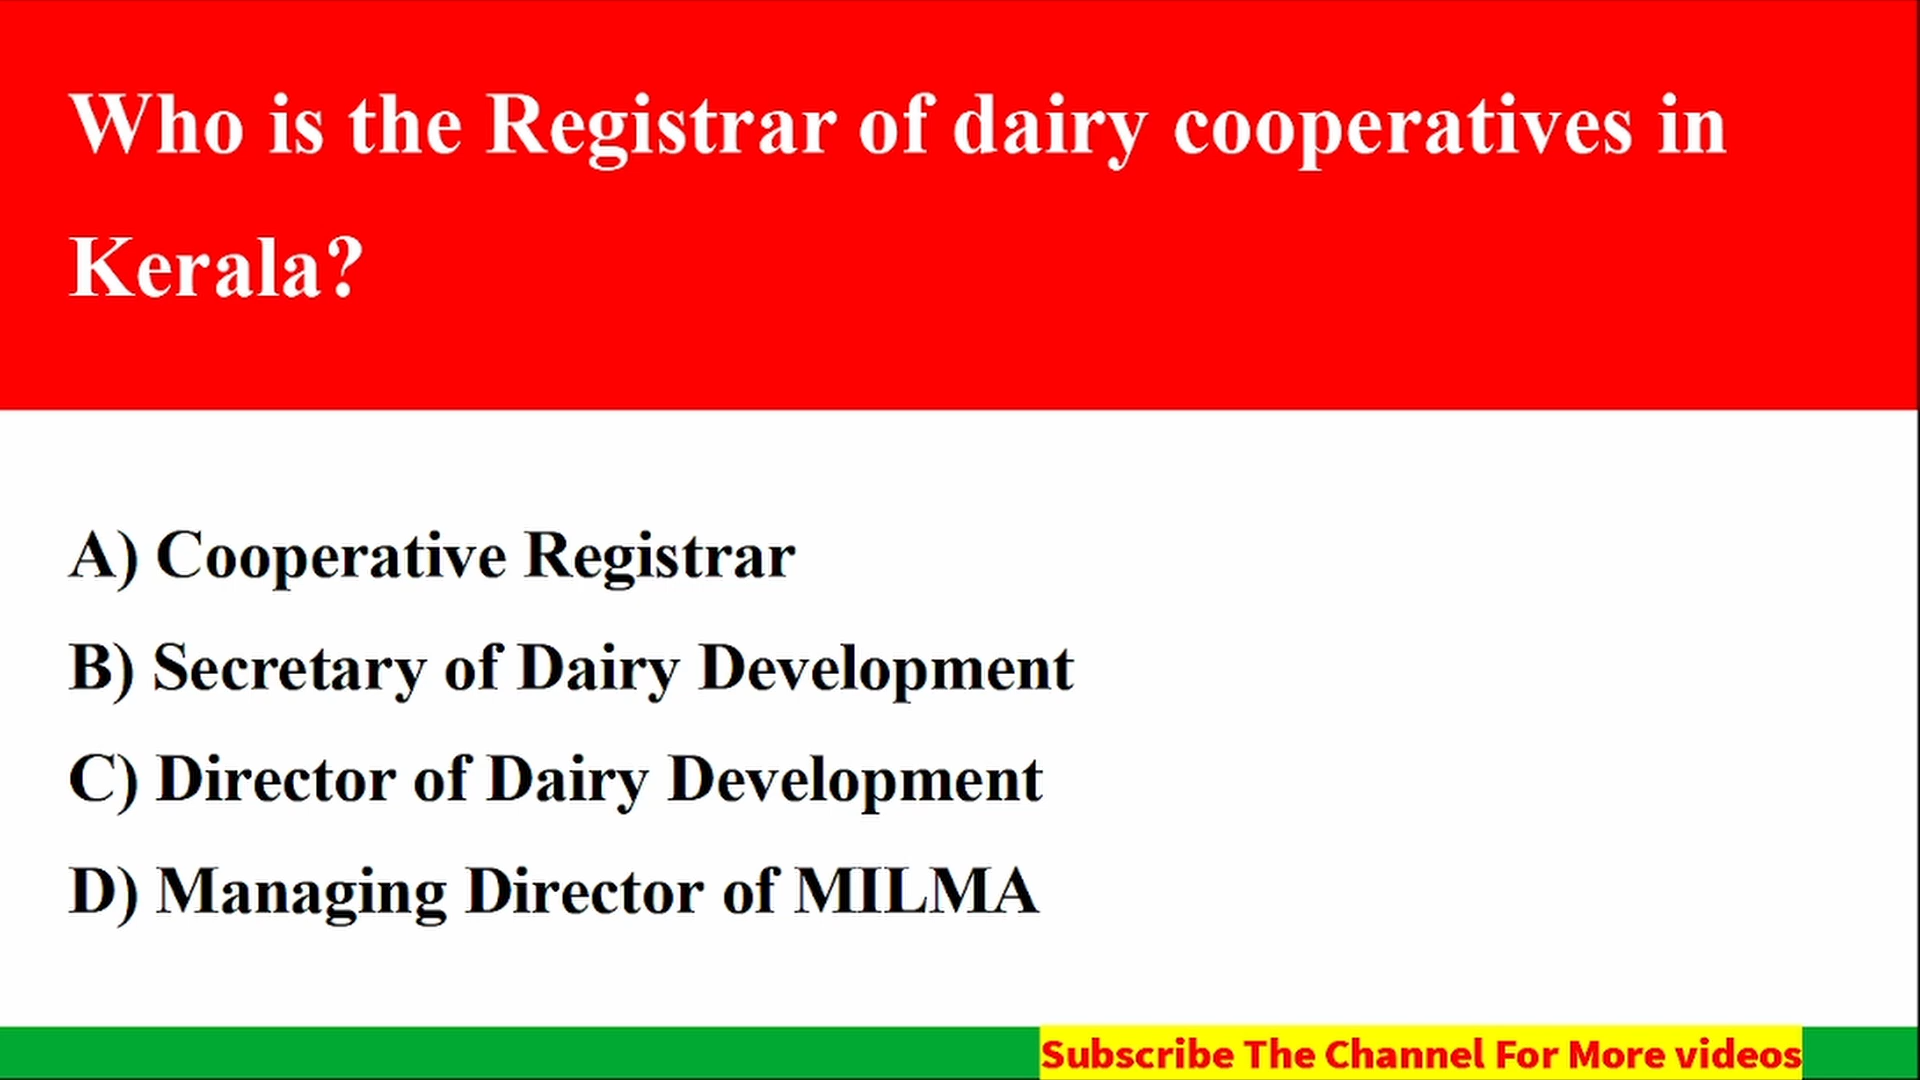 Who is the Registrar of dairy cooperatives in
Kerala?
A) Cooperative Registrar
B) Secretary of Dairy Development
C) Director of Dairy Development
D) Managing Director of MILMA
Subscribe The Channel For More videos